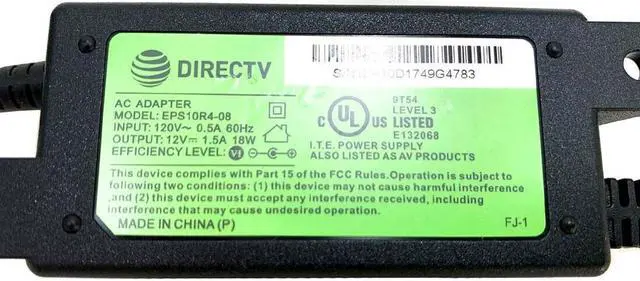 DIRECTV
10D1749G4783
AC ADAPTER
MODEL: EPS10R4-08
INPUT: 120V~ 0.5A 60Hz
OUTPUT: 12V⎓ 1.5A 18W
EFFICIENCY LEVEL: VI
9T54
LEVEL 3
C UL US LISTED
E132068
I.T.E. POWER SUPPLY
ALSO LISTED AS AV PRODUCTS
This device complies with Part 15 of the FCC Rules.Operation is subject to
following two conditions: (1) this device may not cause harmful interference
,and (2) this device must accept any interference received, including
interference that may cause undesired operation.
MADE IN CHINA (P)
FJ-1